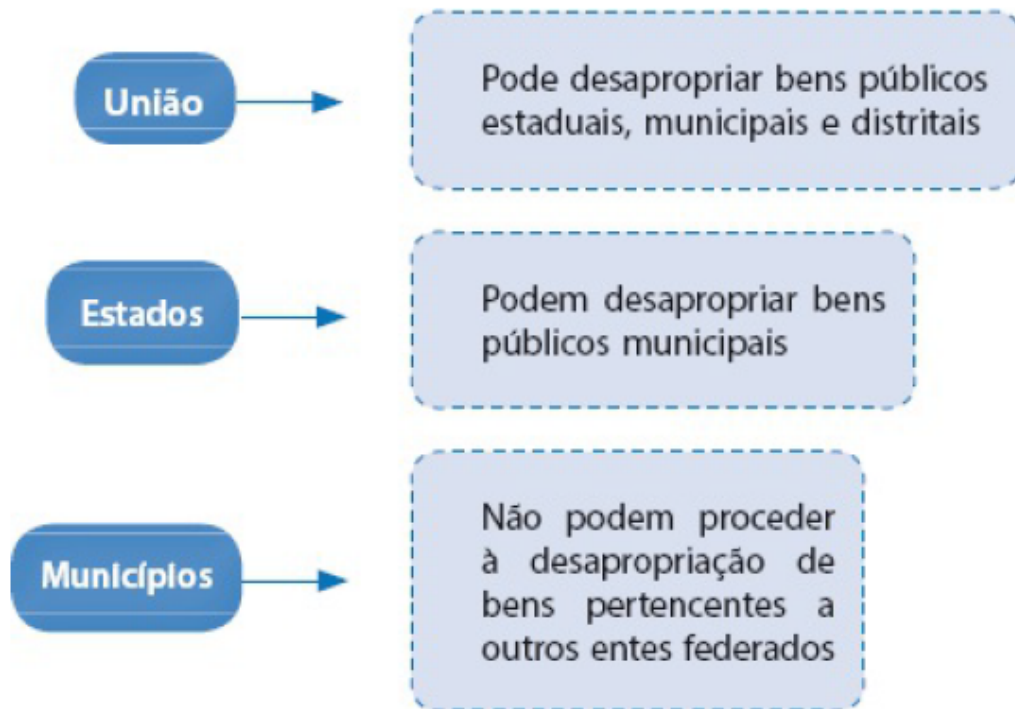 União
Pode desapropriar bens públicos
estaduais, municipais e distritais
Estados
Podem desapropriar bens
públicos municipais
Municípios
Não podem proceder
à desapropriação de
bens pertencentes a
outros entes federados